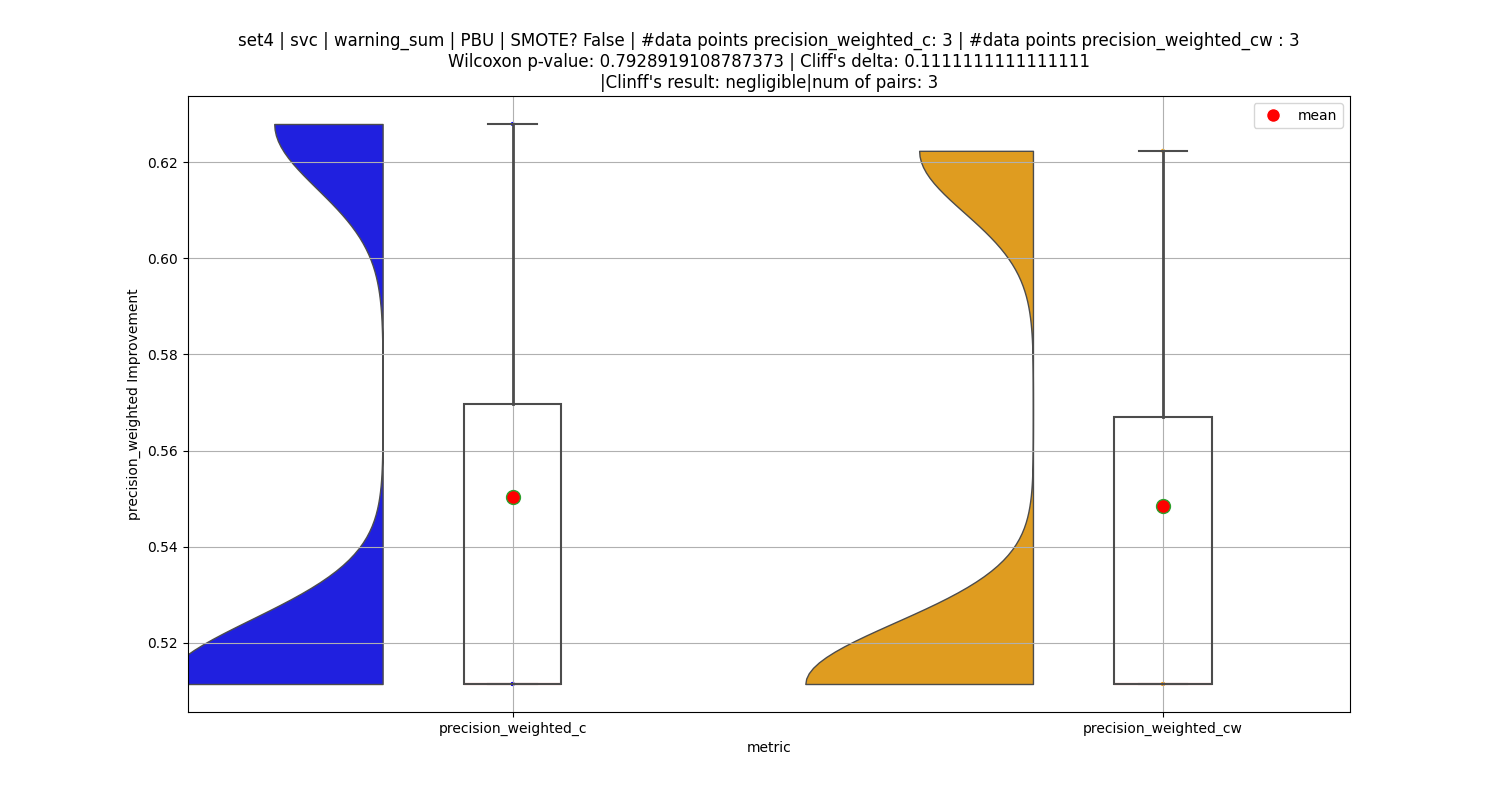 set4 | svc | warning_sum | PBU | SMOTE? False | #data points precision_weighted_c: 3 | #data points precision_weighted_cw : 3
Wilcoxon p-value: 0.7928919108787373 | Cliff's delta: 0.1111111111111111
|Clinff's result: negligible|num of pairs: 3
mean
0.62
0.60
0.58
0.56
0.54
0.52
precision_weighted Improvement
precision_weighted_c
precision_weighted_cw
metric